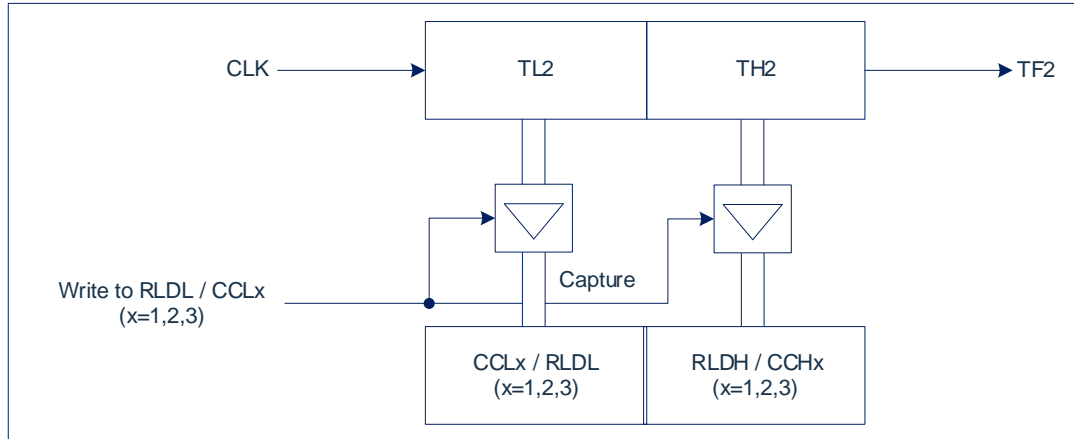 CLK
TL2
TH2
TF2
Capture
Write to RLDL / CCLx
(x=1,2,3)
CCLx / RLDL
(x=1,2,3)
RLDH / CCHx
(x=1,2,3)